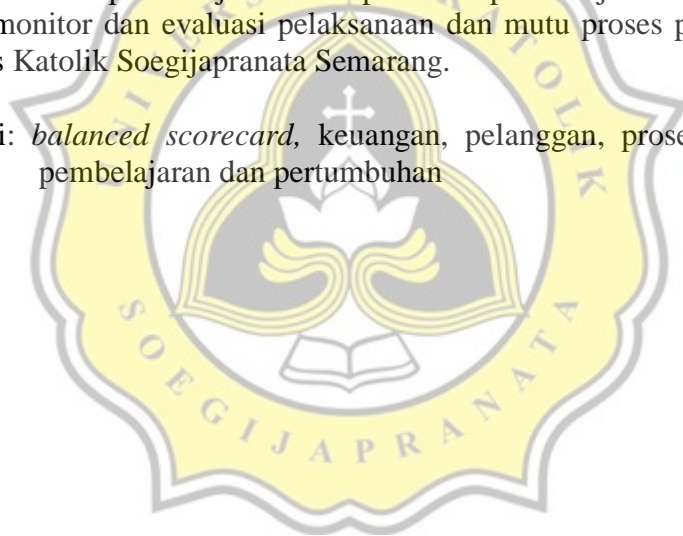 monitor dan evaluasi pelaksanaan dan mutu proses p
s Katolik Soegijapranata Semarang.
i: balanced scorecard, keuangan, pelanggan, prose
pembelajaran dan pertumbuhan
SOEGIJAPRANATA